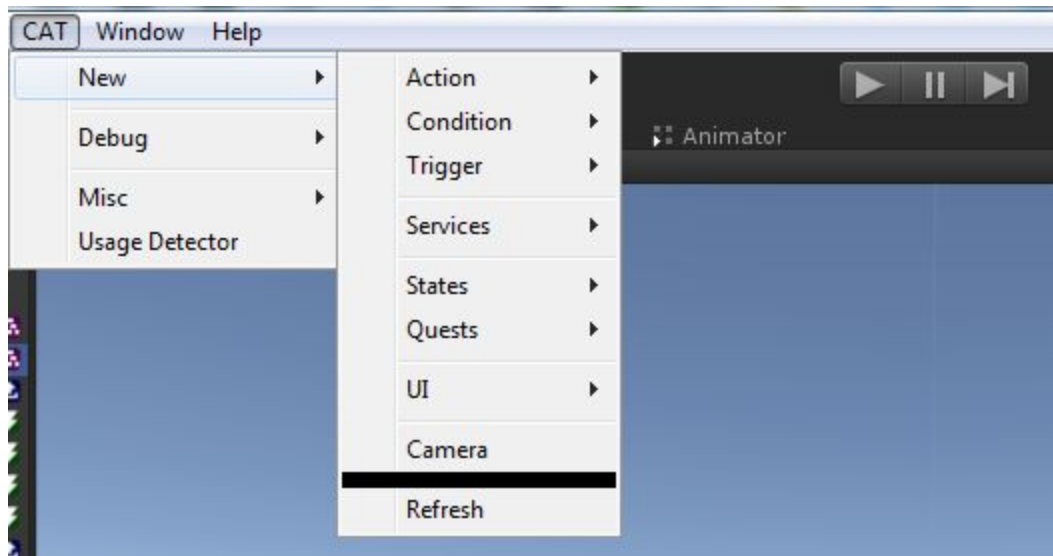 CAT Window Help
New
Debug
Misc
Usage Detector
Action
Condition
Trigger
Services
States
Quests
UI
Camera
Refresh
Animator